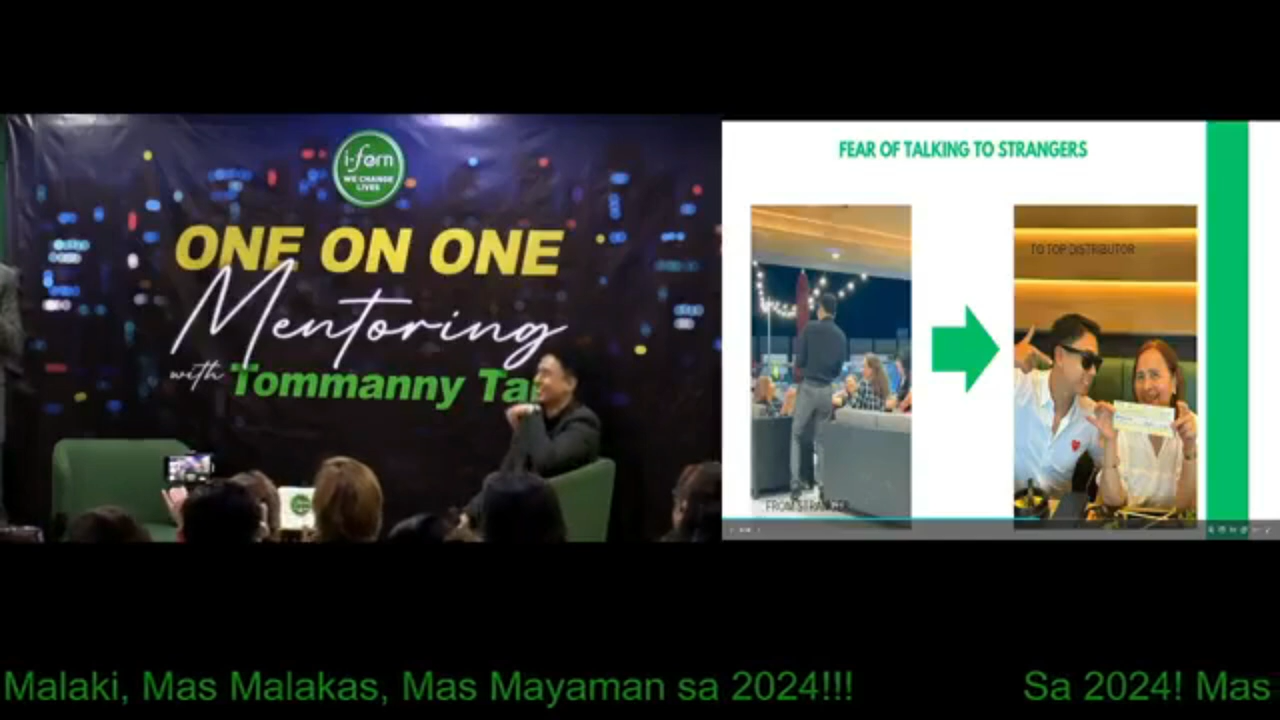 i-fern
WE CHANGE
LIVES
ONE ON ONE
Mentoring
with Tommanny Ta
FEAR OF TALKING TO STRANGERS
TO TOP DISTRIBUTOR
FROM STRANGER
Malaki, Mas Malakas, Mas Mayaman sa 2024!!! Sa 2024! Mas